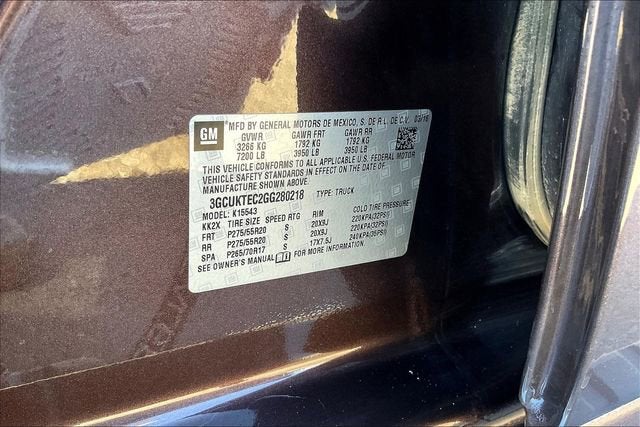 GM
MFD BY GENERAL MOTORS DE MEXICO, S. DE R.L. DE C.V. 03/16
GVWR GAWR FRT GAWR RR
3266 KG 1792 KG 1792 KG
7200 LB 3950 LB 3950 LB
THIS VEHICLE CONFORMS TO ALL APPLICABLE U.S. FEDERAL MOTOR
VEHICLE SAFETY STANDARDS IN EFFECT ON THE DATE OF
MANUFACTURE SHOWN ABOVE.
3GCUKTEC2GG280218 TYPE: TRUCK
MODEL: K15543
KK2X TIRE SIZE SPEED RTG RIM COLD TIRE PRESSURE
FRT P275/55R20 S 20X9J 220KPA(32PSI)
RR P275/55R20 S 20X9J 220KPA(32PSI)
SPA P265/70R17 S 17X7.5J 240KPA(35PSI)
SEE OWNER'S MANUAL FOR MORE INFORMATION